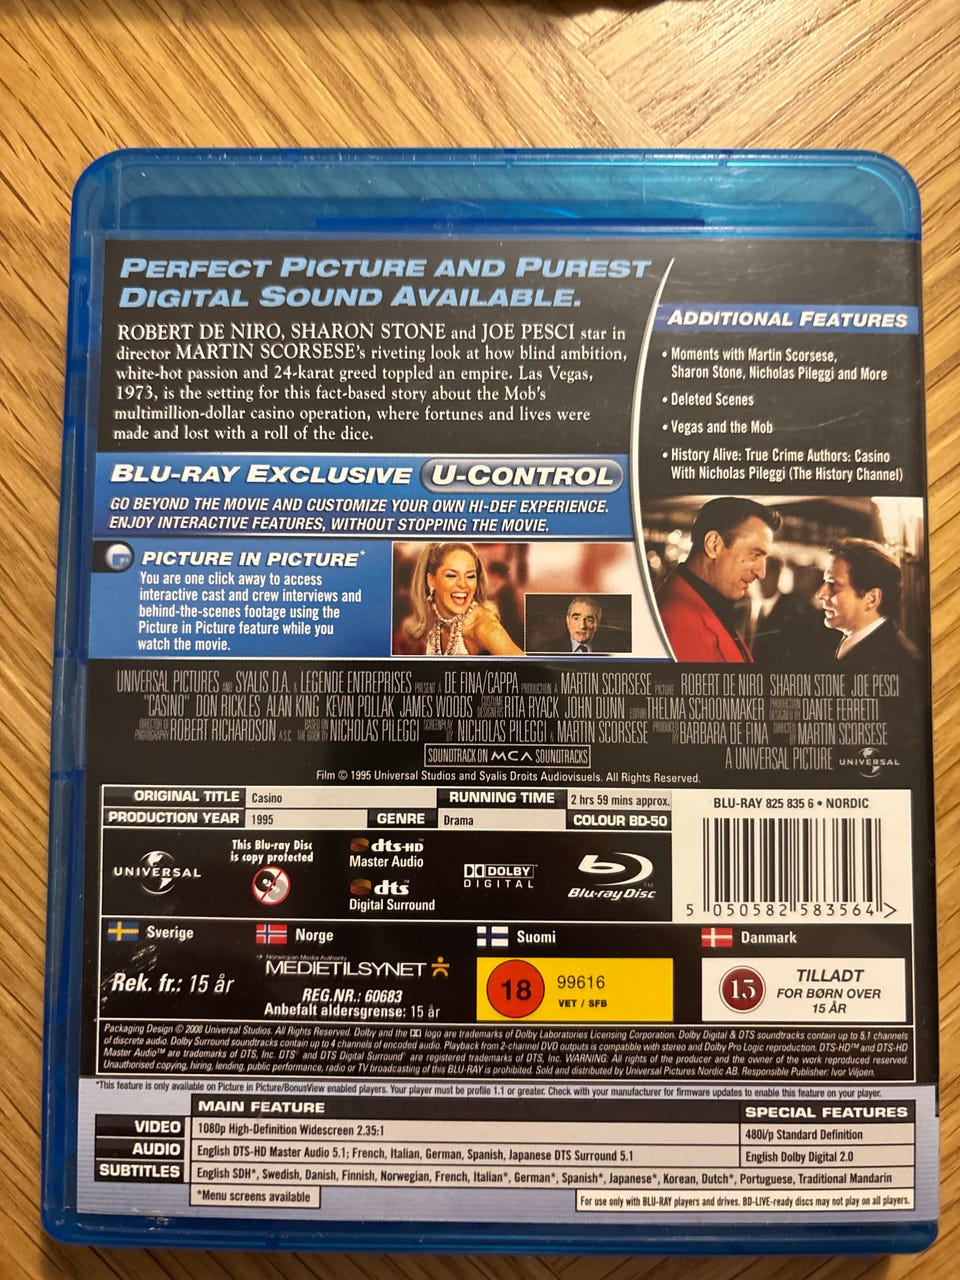 PERFECT PICTURE AND PUREST
DIGITAL SOUND AVAILABLE.
ROBERT DE NIRO, SHARON STONE and JOE PESCI star in
director MARTIN SCORSESE's riveting look at how blind ambition,
white-hot passion and 24-karat greed toppled an empire. Las Vegas,
1973, is the setting for this fact-based story about the Mob's
multimillion-dollar casino operation, where fortunes and lives were
made and lost with a roll of the dice.
ADDITIONAL FEATURES
• Moments with Martin Scorsese,
Sharon Stone, Nicholas Pileggi and More
• Deleted Scenes
• Vegas and the Mob
• History Alive: True Crime Authors: Casino
With Nicholas Pileggi (The History Channel)
BLU-RAY EXCLUSIVE U-CONTROL
GO BEYOND THE MOVIE AND CUSTOMIZE YOUR OWN HI-DEF EXPERIENCE.
ENJOY INTERACTIVE FEATURES, WITHOUT STOPPING THE MOVIE.
PICTURE IN PICTURE*
You are one click away to access
interactive cast and crew interviews and
behind-the-scenes footage using the
Picture in Picture feature while you
watch the movie.
UNIVERSAL PICTURES AND SYALIS D.A. & LEGENDE ENTREPRISES PRESENT A DE FINA/CAPPA PRODUCTION A MARTIN SCORSESE PICTURE ROBERT DE NIRO SHARON STONE JOE PESCI
"CASINO" DON RICKLES ALAN KING KEVIN POLLAK JAMES WOODS COSTUME DESIGNERS RITA RYACK JOHN DUNN EDITOR THELMA SCHOONMAKER PRODUCTION DESIGNED BY DANTE FERRETTI
DIRECTOR OF PHOTOGRAPHY ROBERT RICHARDSON A.S.C. BASED ON THE BOOK BY NICHOLAS PILEGGI SCREENPLAY BY NICHOLAS PILEGGI & MARTIN SCORSESE PRODUCED BY BARBARA DE FINA DIRECTED BY MARTIN SCORSESE
SOUNDTRACK ON MCA SOUNDTRACKS
A UNIVERSAL PICTURE UNIVERSAL
Film © 1995 Universal Studios and Syalis Droits Audiovisuels. All Rights Reserved.
ORIGINAL TITLE Casino RUNNING TIME 2 hrs 59 mins approx.
PRODUCTION YEAR 1995 GENRE Drama COLOUR BD-50
BLU-RAY 825 835 6 • NORDIC
5 050582 583564 >
UNIVERSAL
This Blu-ray Disc
is copy protected
dts-HD
Master Audio
dts
Digital Surround
DOLBY
DIGITAL
Blu-ray Disc
Sverige
Norge
Suomi
Danmark
Rek. fr.: 15 år
Norwegian Media Authority
MEDIETILSYNET
REG.NR.: 60683
Anbefalt aldersgrense: 15 år
18
99616
VET / SFB
15
TILLADT
FOR BØRN OVER
15 ÅR
Packaging Design © 2008 Universal Studios. All Rights Reserved. Dolby and the DD logo are trademarks of Dolby Laboratories Licensing Corporation. Dolby Digital & DTS soundtracks contain up to 5.1 channels
of discrete audio. Dolby Surround soundtracks contain up to 4 channels of encoded audio. Playback from 2-channel DVD outputs is compatible with stereo and Dolby Pro Logic reproduction. DTS-HD™ and DTS-HD
Master Audio™ are trademarks of DTS, Inc. DTS® and DTS Digital Surround® are registered trademarks of DTS, Inc. WARNING: All rights of the producer and the owner of the work reproduced reserved.
Unauthorised copying, hiring, lending, public performance, radio or TV broadcasting of this BLU-RAY is prohibited. Sold and distributed by Universal Pictures Nordic AB. Responsible Publisher: Ivor Viljoen.
*This feature is only available on Picture in Picture/BonusView enabled players. Your player must be profile 1.1 or greater. Check with your manufacturer for firmware updates to enable this feature on your player.
MAIN FEATURE SPECIAL FEATURES
VIDEO 1080p High-Definition Widescreen 2.35:1 480i/p Standard Definition
AUDIO English DTS-HD Master Audio 5.1; French, Italian, German, Spanish, Japanese DTS Surround 5.1 English Dolby Digital 2.0
SUBTITLES English SDH*, Swedish, Danish, Finnish, Norwegian, French, Italian*, German*, Spanish*, Japanese*, Korean, Dutch*, Portuguese, Traditional Mandarin
*Menu screens available
For use only with BLU-RAY players and drives. BD-LIVE-ready discs may not play on all players.